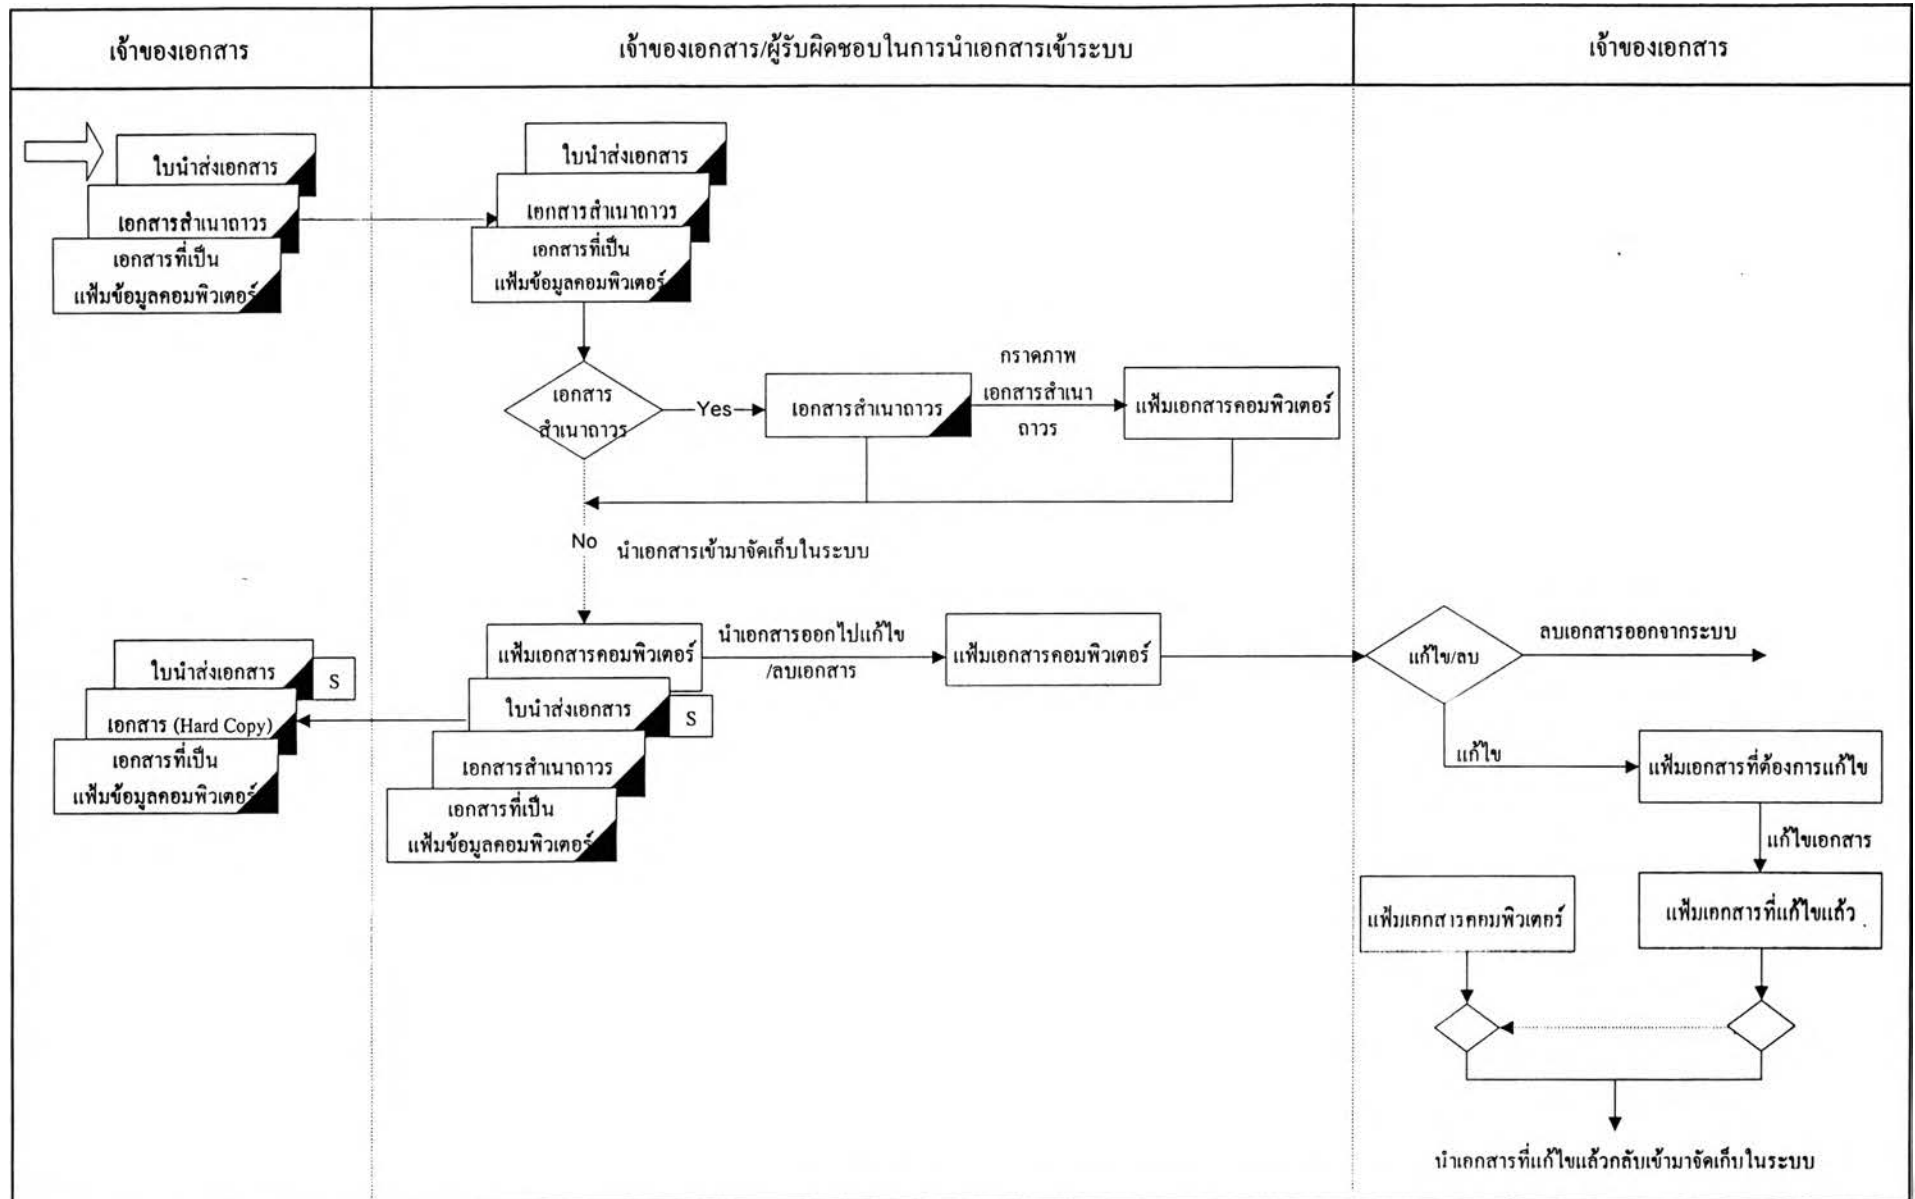 เจ้าของเอกสาร
เจ้าของเอกสาร/ผู้รับผิดชอบในการนำเอกสารเข้าระบบ
เจ้าของเอกสาร
ใบนำส่งเอกสาร
เอกสารสำเนาถาวร
เอกสารที่เป็น
แฟ้มข้อมูลคอมพิวเตอร์
ใบนำส่งเอกสาร
เอกสารสำเนาถาวร
เอกสารที่เป็น
แฟ้มข้อมูลคอมพิวเตอร์
เอกสาร
สำเนาถาวร
Yes
เอกสารสำเนาถาวร
กราดภาพ
เอกสารสำเนา
ถาวร
แฟ้มเอกสารคอมพิวเตอร์
No
นำเอกสารเข้ามาจัดเก็บในระบบ
แฟ้มเอกสารคอมพิวเตอร์
นำเอกสารออกไปแก้ไข
/ลบเอกสาร
แฟ้มเอกสารคอมพิวเตอร์
แก้ไข/ลบ
ลบเอกสารออกจากระบบ
ใบนำส่งเอกสาร
S
เอกสาร (Hard Copy)
เอกสารที่เป็น
แฟ้มข้อมูลคอมพิวเตอร์
ใบนำส่งเอกสาร
S
เอกสารสำเนาถาวร
เอกสารที่เป็น
แฟ้มข้อมูลคอมพิวเตอร์
แก้ไข
แฟ้มเอกสารที่ต้องการแก้ไข
แก้ไขเอกสาร
แฟ้มเอกสารคอมพิวเตอร์
แฟ้มเอกสารที่แก้ไขแล้ว
นำเอกสารที่แก้ไขแล้วกลับเข้ามาจัดเก็บในระบบ